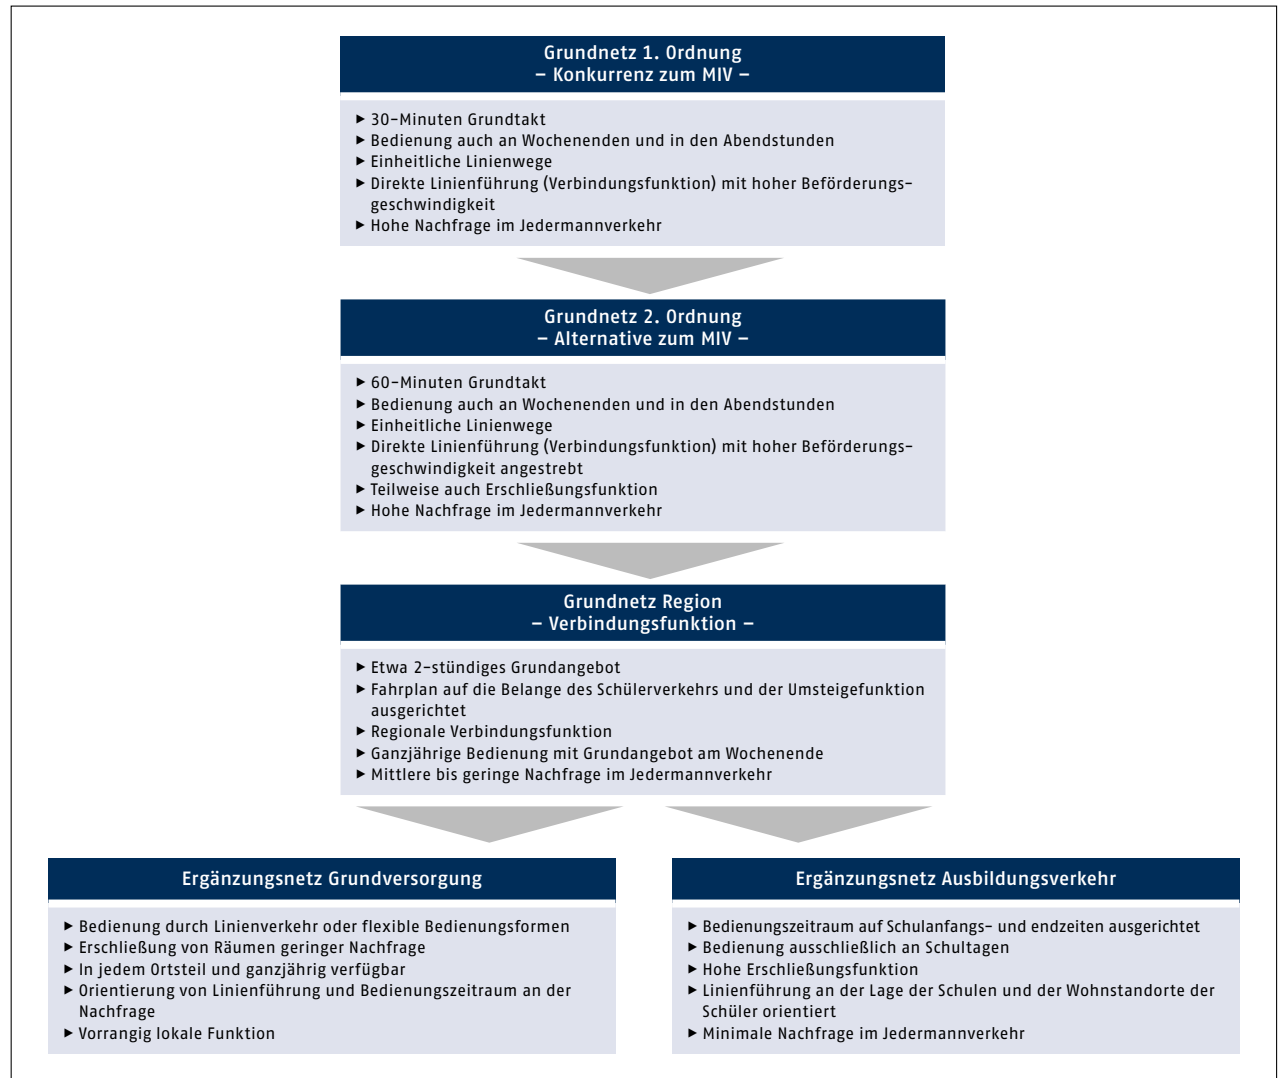 Grundnetz 1. Ordnung
– Konkurrenz zum MIV –
▸ 30-Minuten Grundtakt
▸ Bedienung auch an Wochenenden und in den Abendstunden
▸ Einheitliche Linienwege
▸ Direkte Linienführung (Verbindungsfunktion) mit hoher Beförderungs-
geschwindigkeit
▸ Hohe Nachfrage im Jedermannverkehr
Grundnetz 2. Ordnung
– Alternative zum MIV –
▸ 60-Minuten Grundtakt
▸ Bedienung auch an Wochenenden und in den Abendstunden
▸ Einheitliche Linienwege
▸ Direkte Linienführung (Verbindungsfunktion) mit hoher Beförderungs-
geschwindigkeit angestrebt
▸ Teilweise auch Erschließungsfunktion
▸ Hohe Nachfrage im Jedermannverkehr
Grundnetz Region
– Verbindungsfunktion –
▸ Etwa 2-stündiges Grundangebot
▸ Fahrplan auf die Belange des Schülerverkehrs und der Umsteigefunktion
ausgerichtet
▸ Regionale Verbindungsfunktion
▸ Ganzjährige Bedienung mit Grundangebot am Wochenende
▸ Mittlere bis geringe Nachfrage im Jedermannverkehr
Ergänzungsnetz Grundversorgung
▸ Bedienung durch Linienverkehr oder flexible Bedienungsformen
▸ Erschließung von Räumen geringer Nachfrage
▸ In jedem Ortsteil und ganzjährig verfügbar
▸ Orientierung von Linienführung und Bedienungszeitraum an der
Nachfrage
▸ Vorrangig lokale Funktion
Ergänzungsnetz Ausbildungsverkehr
▸ Bedienungszeitraum auf Schulanfangs- und endzeiten ausgerichtet
▸ Bedienung ausschließlich an Schultagen
▸ Hohe Erschließungsfunktion
▸ Linienführung an der Lage der Schulen und der Wohnstandorte der
Schüler orientiert
▸ Minimale Nachfrage im Jedermannverkehr